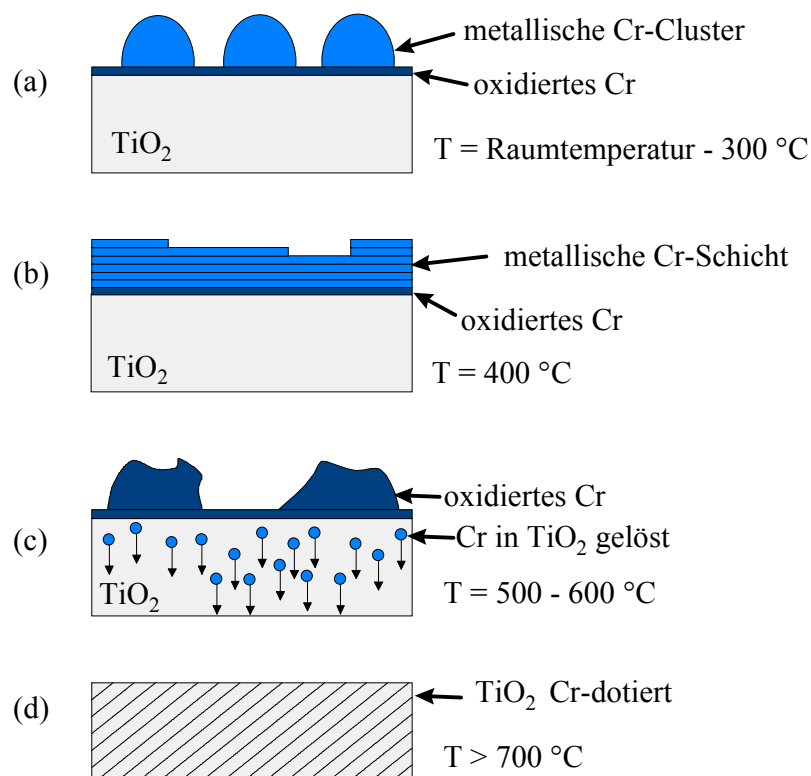 metallische Cr-Cluster
(a)
oxidiertes Cr
TiO₂
T = Raumtemperatur - 300 °C
(b)
metallische Cr-Schicht
oxidiertes Cr
TiO₂
T = 400 °C
oxidiertes Cr
(c)
Cr in TiO₂ gelöst
TiO₂
T = 500 - 600 °C
(d)
TiO₂ Cr-dotiert
T > 700 °C